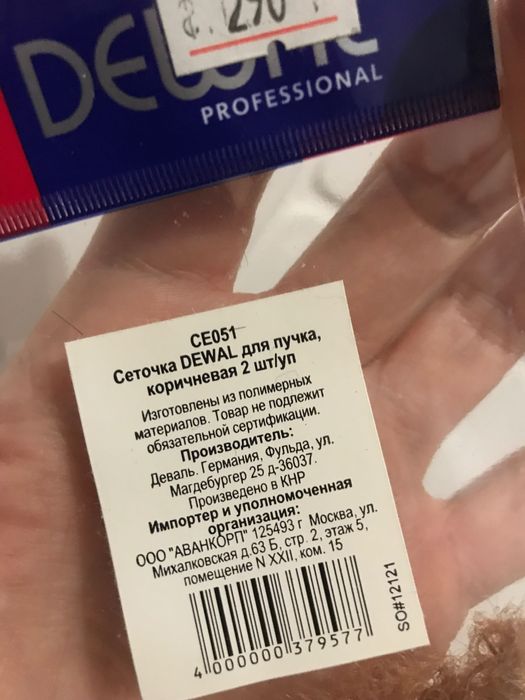 290
DEWAL
PROFESSIONAL
CE051
Сеточка DEWAL для пучка,
коричневая 2 шт/уп
Изготовлены из полимерных
материалов. Товар не подлежит
обязательной сертификации.
Производитель:
Деваль. Германия, Фульда, ул.
Магдебургер 25 д-36037.
Произведено в КНР
Импортер и уполномоченная
организация:
ООО "АВАНКОРП" 125493 г Москва, ул.
Михалковская д.63 Б, стр. 2, этаж 5,
помещение N XXII, ком. 15
4 000000 379577
SO#12121